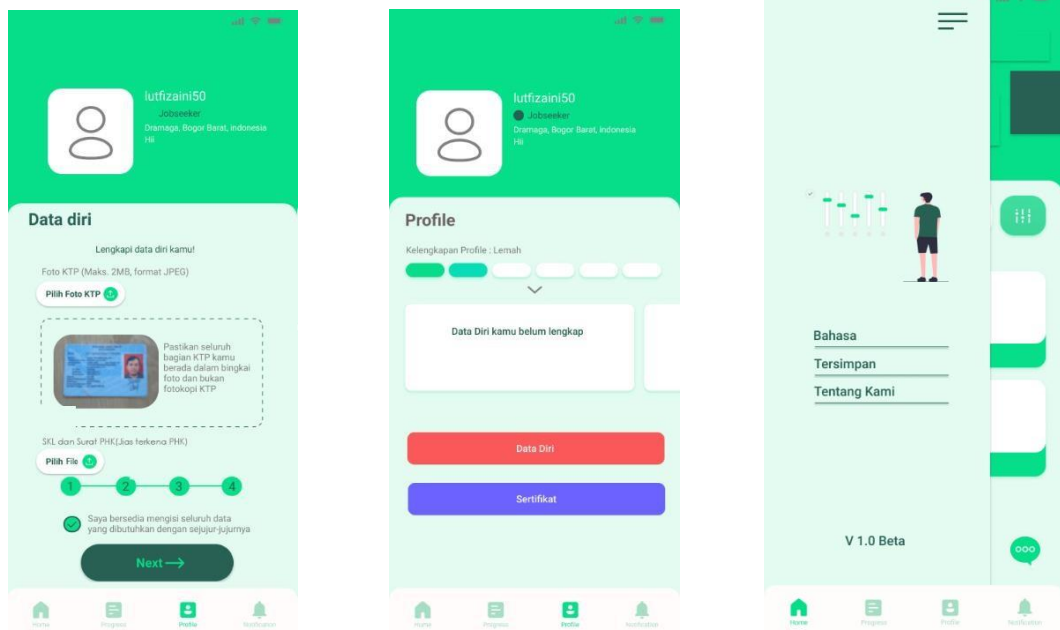 lutfizaini50
Jobseeker
Dramaga, Bogor Barat, indonesia
Hii
Data diri
Lengkapi data diri kamu!
Foto KTP (Maks. 2MB, format JPEG)
Pilih Foto KTP
Pastikan seluruh
bagian KTP kamu
berada dalam bingkai
foto dan bukan
fotokopi KTP
SKL dan Surat PHK(Jias terkena PHK)
Pilih File
1 2 3 4
Saya bersedia mengisi seluruh data
yang dibutuhkan dengan sejujur-jujurnya
Next
Home Progress Profile Notification
lutfizaini50
Jobseeker
Dramaga, Bogor Barat, Indonesia
Hii
Profile
Kelengkapan Profile : Lemah
Data Diri kamu belum lengkap
Data Diri
Sertifikat
Home Progress Profile Notification
Bahasa
Tersimpan
Tentang Kami
V 1.0 Beta
Home Progress Profile Notification